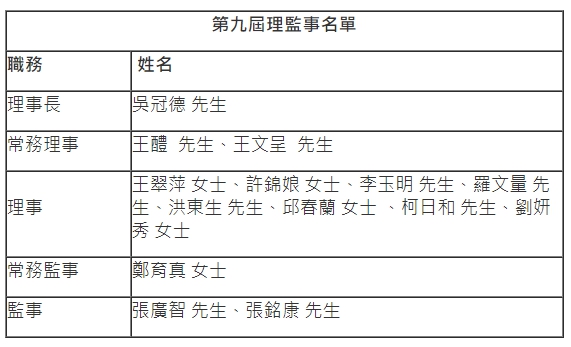 第九屆理監事名單
職務 姓名
理事長 吳冠德 先生
常務理事 王醴 先生、王文呈 先生
王翠萍 女士、許錦娘 女士、李玉明 先生、羅文量 先
理事 生、洪東生 先生、邱春蘭 女士 、柯日和 先生、劉妍
秀 女士
常務監事 鄭育真 女士
監事 張廣智 先生、張銘康 先生